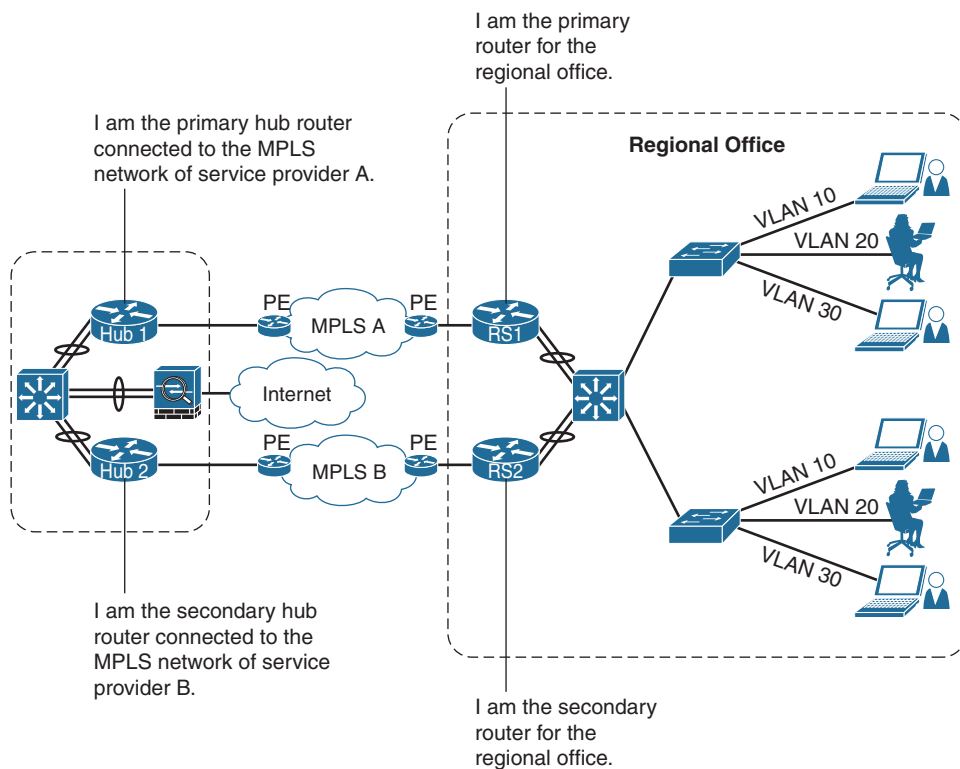 I am the primary
router for the
regional office.
I am the primary hub router
connected to the MPLS
network of service provider A.
Regional Office
VLAN 10
VLAN 20
VLAN 30
Hub 1
PE
MPLS A
PE
RS1
Internet
Hub 2
PE
MPLS B
PE
RS2
VLAN 10
VLAN 20
VLAN 30
I am the secondary hub
router connected to the
MPLS network of service
provider B.
I am the secondary
router for the
regional office.